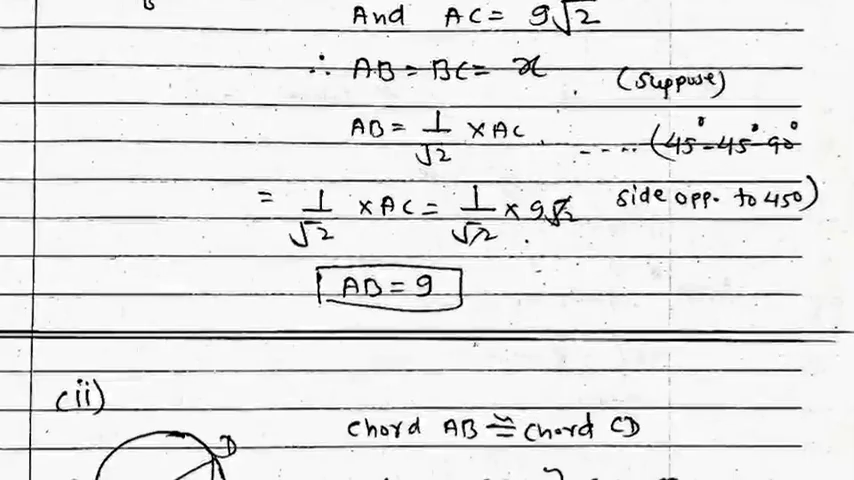 And AC = 9√2
∴ AB = BC = x (suppose)
AB = 1/√2 × AC ..... (45°-45°-90°
= 1/√2 × AC = 1/√2 × 9√2 side opp. to 450)
AB = 9
(ii)
chord AB ≅ chord CD
D